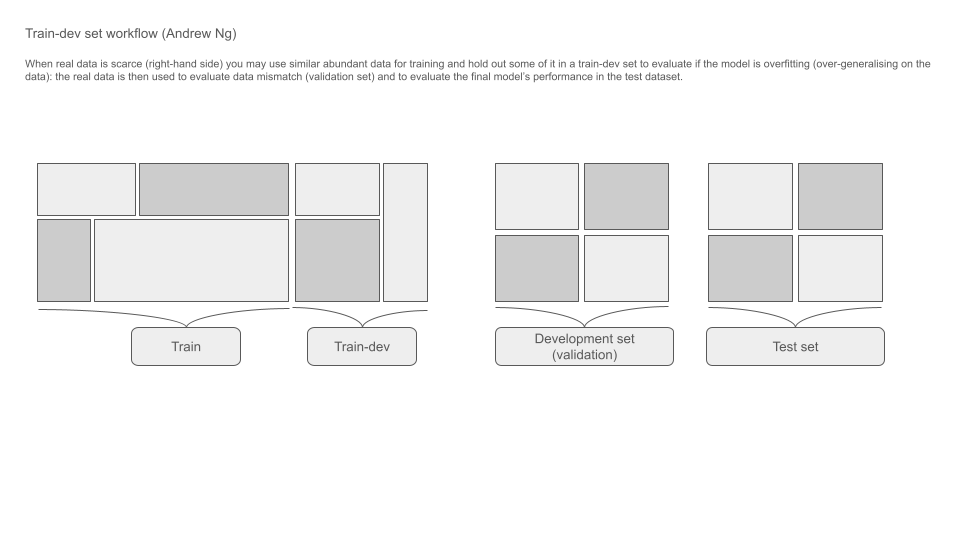 Train-dev set workflow (Andrew Ng)
When real data is scarce (right-hand side) you may use similar abundant data for training and hold out some of it in a train-dev set to evaluate if the model is overfitting (over-generalising on the
data): the real data is then used to evaluate data mismatch (validation set) and to evaluate the final model's performance in the test dataset.
Train
Train-dev
Development set
(validation)
Test set